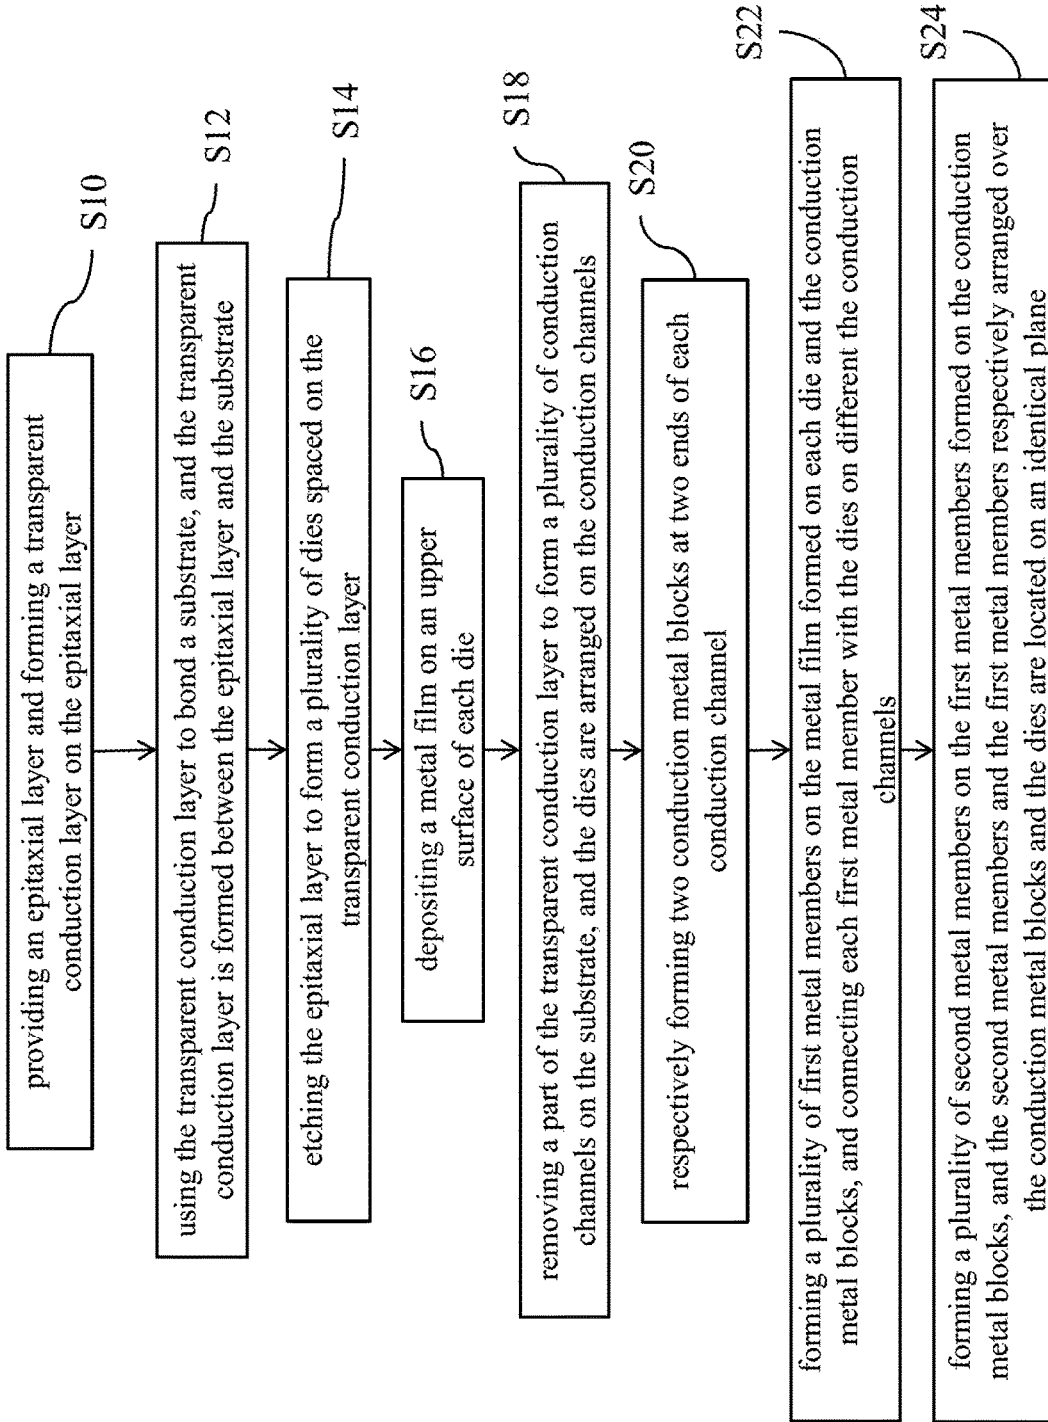 providing an epitaxial layer and forming a transparent
conduction layer on the epitaxial layer
S10
using the transparent conduction layer to bond a substrate, and the transparent
conduction layer is formed between the epitaxial layer and the substrate
S12
etching the epitaxial layer to form a plurality of dies spaced on the
transparent conduction layer
S14
depositing a metal film on an upper
surface of each die
S16
removing a part of the transparent conduction layer to form a plurality of conduction
channels on the substrate, and the dies are arranged on the conduction channels
S18
respectively forming two conduction metal blocks at two ends of each
conduction channel
S20
forming a plurality of first metal members on the metal film formed on each die and the conduction
metal blocks, and connecting each first metal member with the dies on different the conduction
channels
S22
forming a plurality of second metal members on the first metal members formed on the conduction
metal blocks, and the second metal members and the first metal members respectively arranged over
the conduction metal blocks and the dies are located on an identical plane
S24